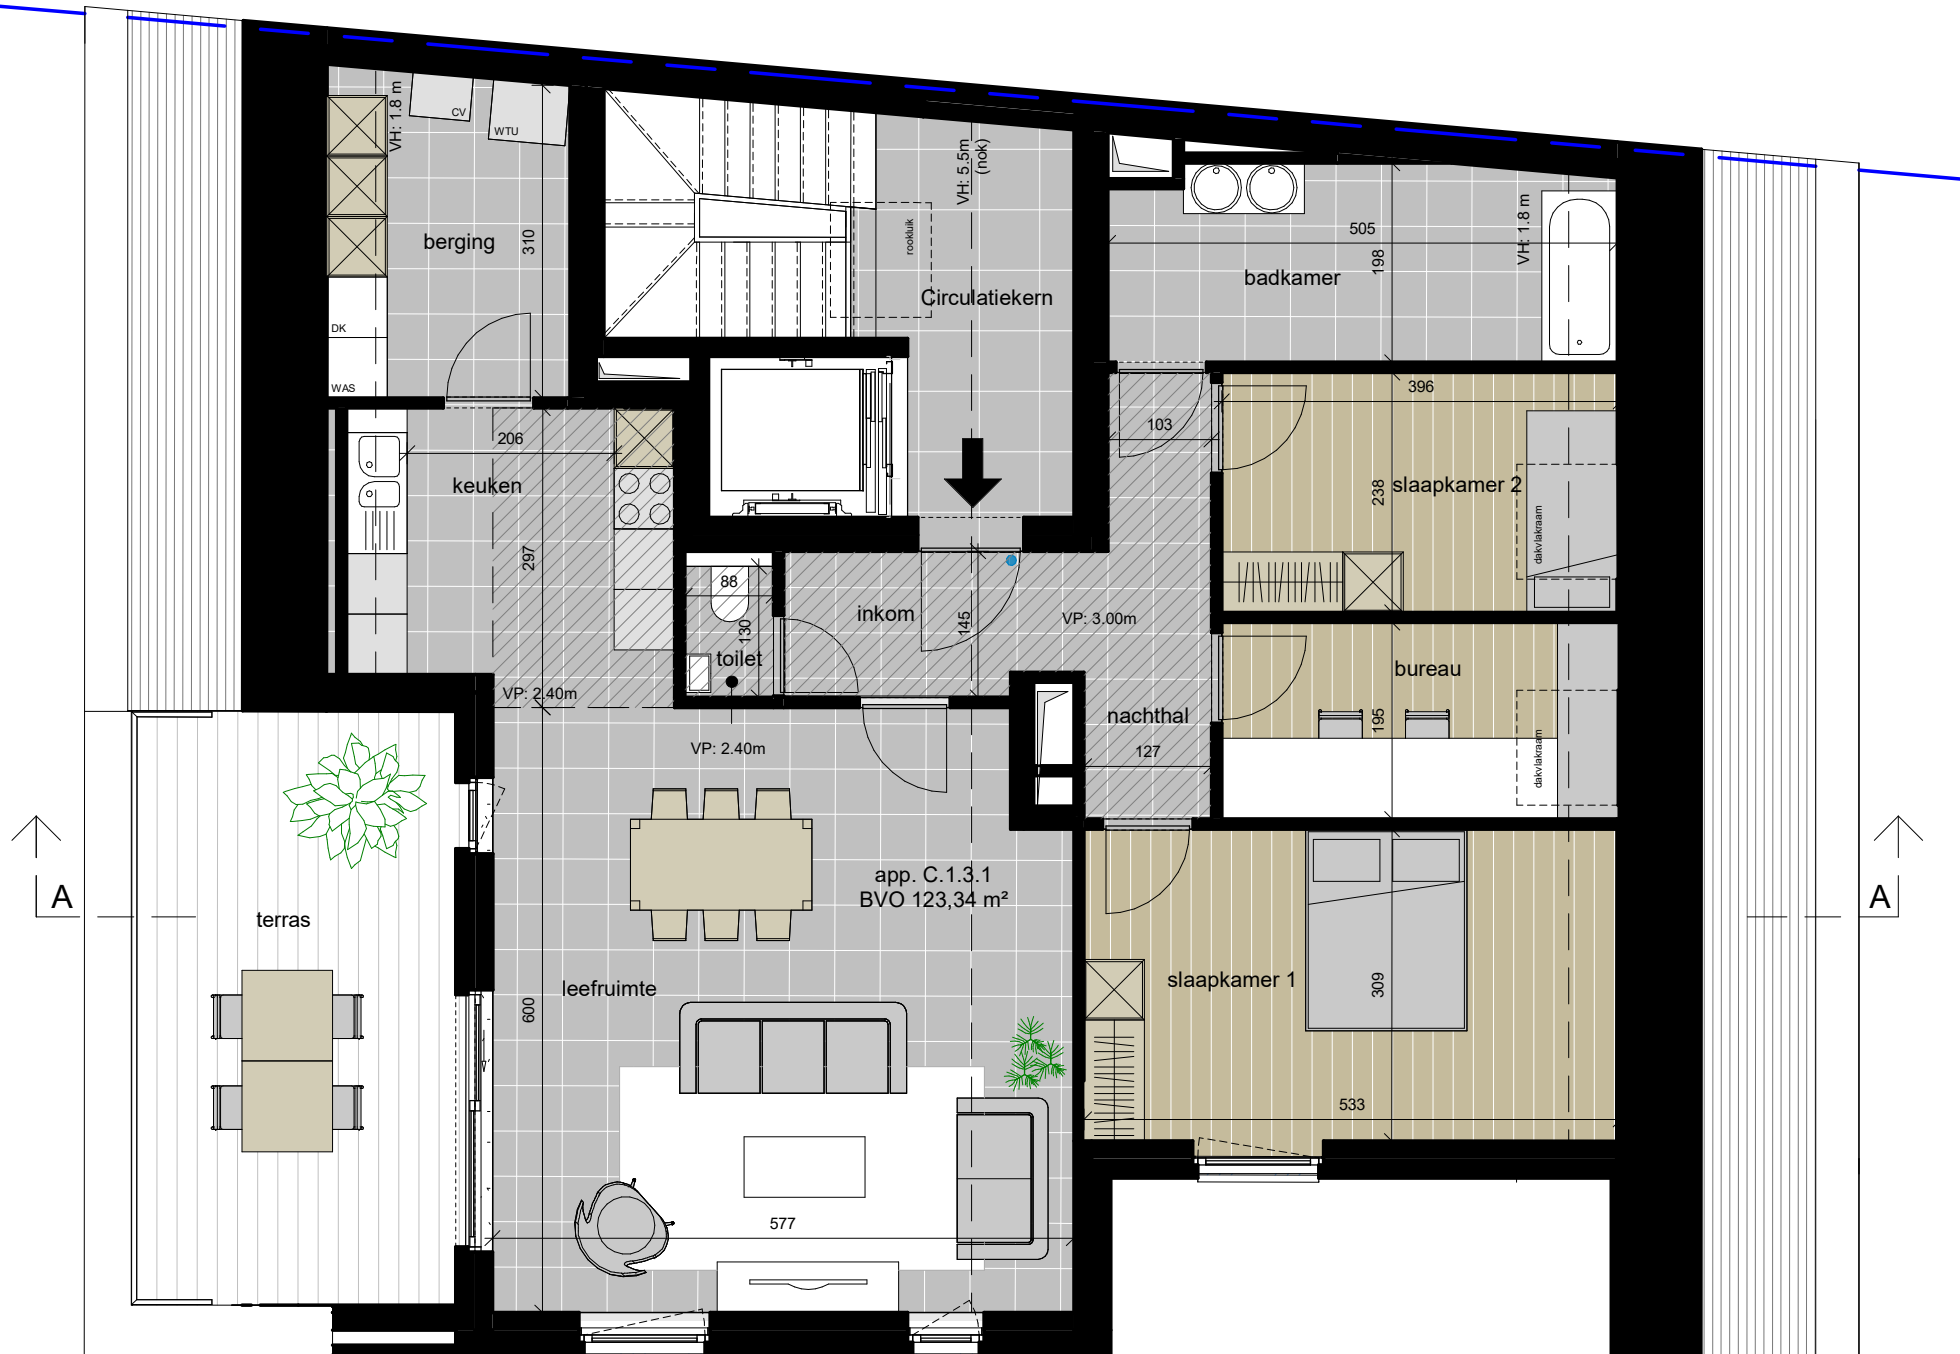 VH: 1.8 m
CV
WTU
berging
310
DK
WAS
VH: 5.5m
(nok)
rookluik
Circulatiekern
505
198
VH: 1.8 m
badkamer
206
keuken
297
103
396
238
slaapkamer 2
dakvlakraam
88
130
toilet
inkom
145
VP: 3.00m
bureau
195
dakvlakraam
VP: 2.40m
VP: 2.40m
nachthal
127
A
terras
app. C.1.3.1
BVO 123,34 m²
A
leefruimte
600
slaapkamer 1
309
533
577